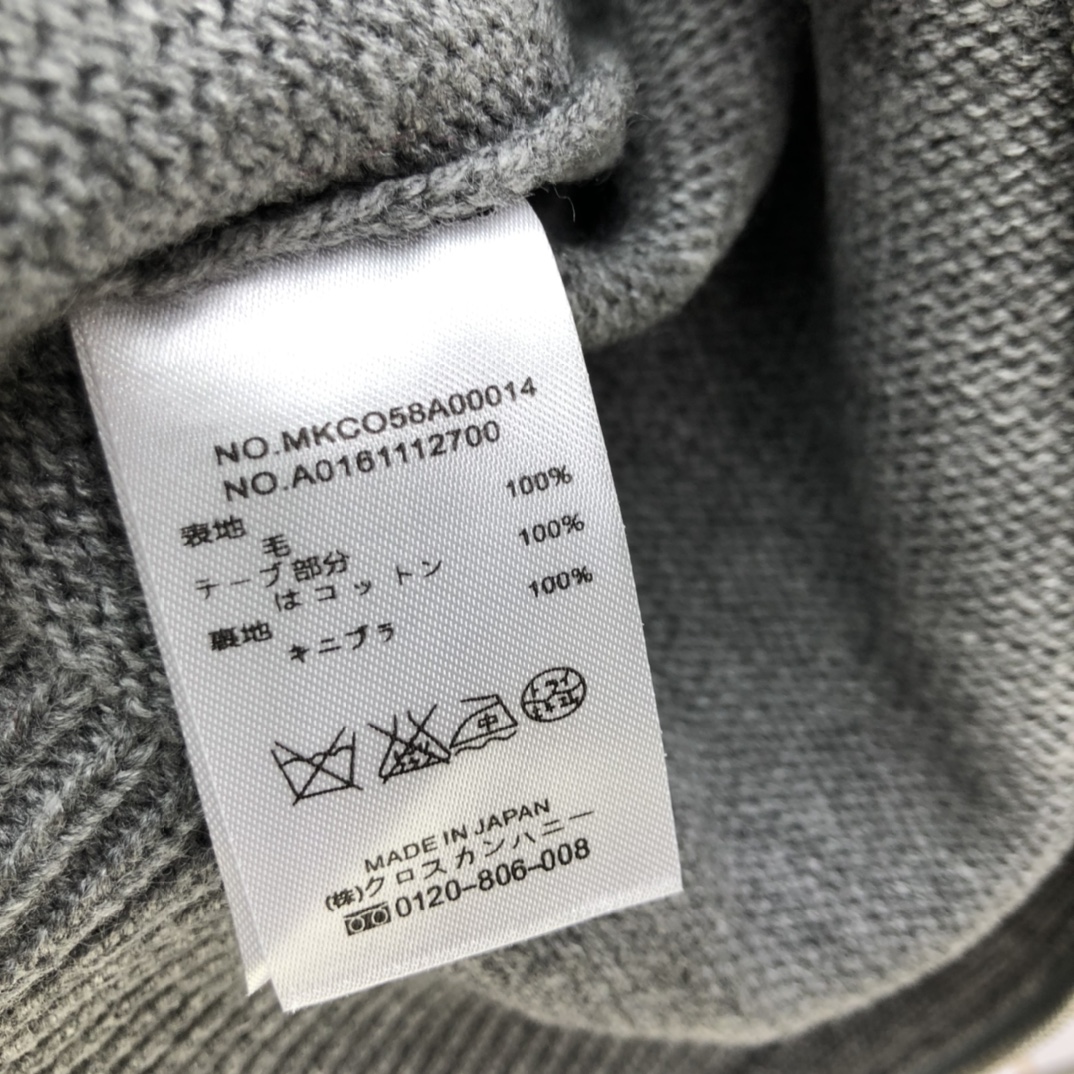 NO.MKCO58A00014
NO.A0161112700
表地 100%
毛
テープ部分 100%
はコットン
裏地 100%
キュプラ
中
ドライ
MADE IN JAPAN
(株)クロスカンパニー
0120-806-008